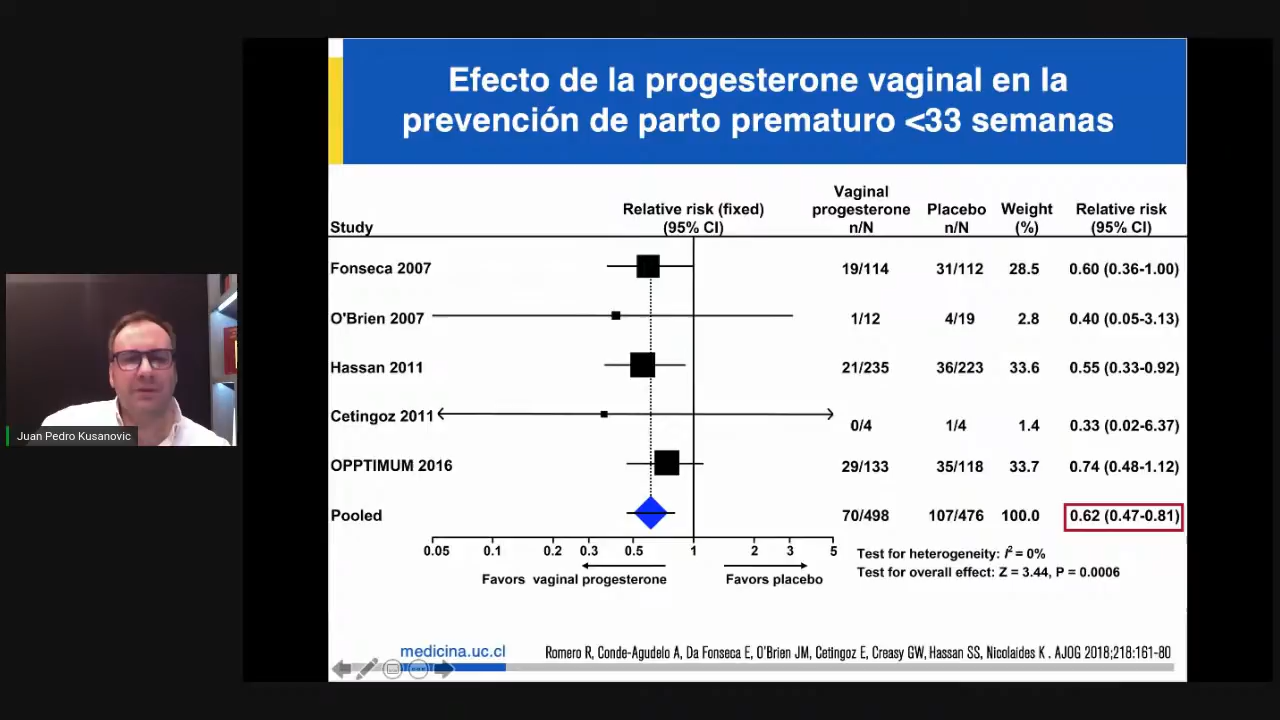 Efecto de la progesterone vaginal en la
prevención de parto prematuro <33 semanas
Study
Relative risk (fixed)
(95% CI)
Vaginal
progesterone
n/N
Placebo
n/N
Weight
(%)
Relative risk
(95% CI)
Fonseca 2007 19/114 31/112 28.5 0.60 (0.36-1.00)
O'Brien 2007 1/12 4/19 2.8 0.40 (0.05-3.13)
Hassan 2011 21/235 36/223 33.6 0.55 (0.33-0.92)
Cetingoz 2011 0/4 1/4 1.4 0.33 (0.02-6.37)
OPPTIMUM 2016 29/133 35/118 33.7 0.74 (0.48-1.12)
Pooled 70/498 107/476 100.0 0.62 (0.47-0.81)
0.05 0.1 0.2 0.3 0.5 1 2 3 5
Favors vaginal progesterone Favors placebo
Test for heterogeneity: I² = 0%
Test for overall effect: Z = 3.44, P = 0.0006
medicina.uc.cl
Romero R, Conde-Agudelo A, Da Fonseca E, O'Brien JM, Cetingoz E, Creasy GW, Hassan SS, Nicolaides K . AJOG 2018;218:161-80
Juan Pedro Kusanovic